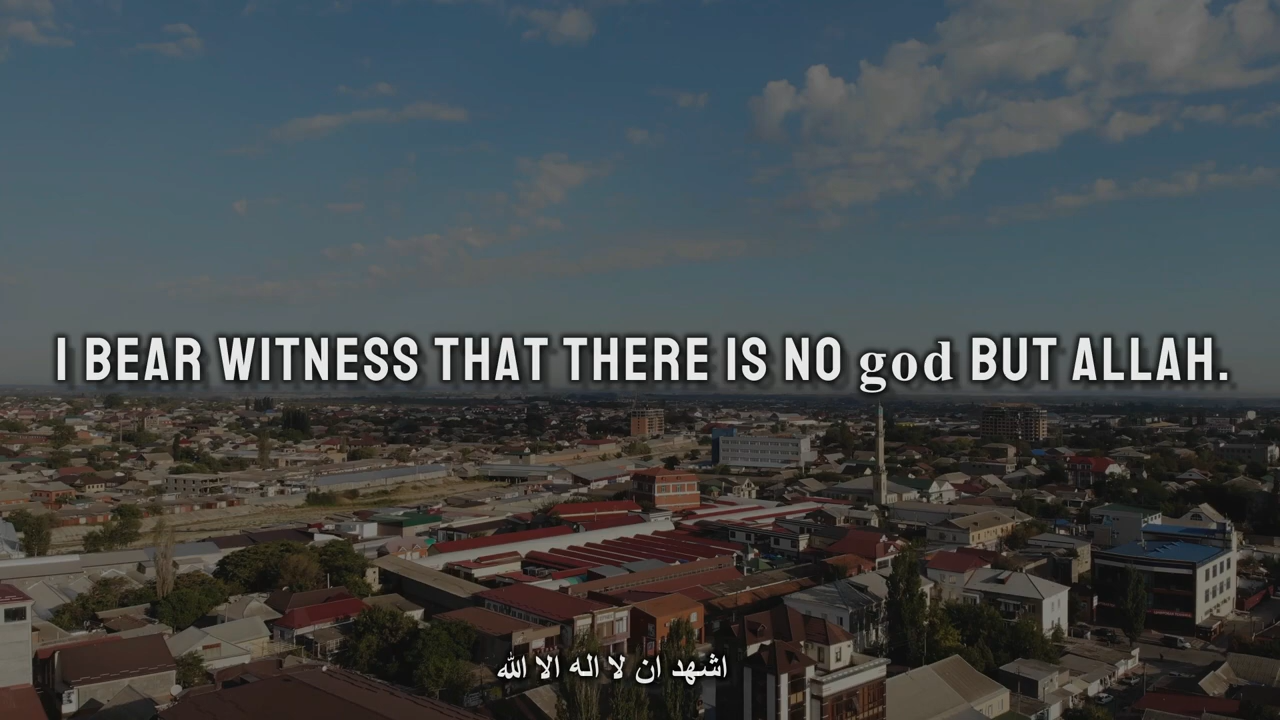 I BEAR WITNESS THAT THERE IS NO god BUT ALLAH.
اشهد ان لا اله الا الله